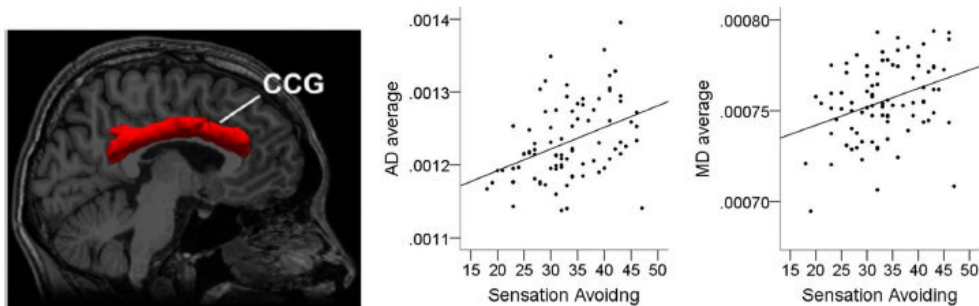 CCG
AD average
.0014
.0013
.0012
.0011
15 20 25 30 35 40 45 50
Sensation Avoidng
MD average
.00080
.00075
.00070
15 20 25 30 35 40 45 50
Sensation Avoiding